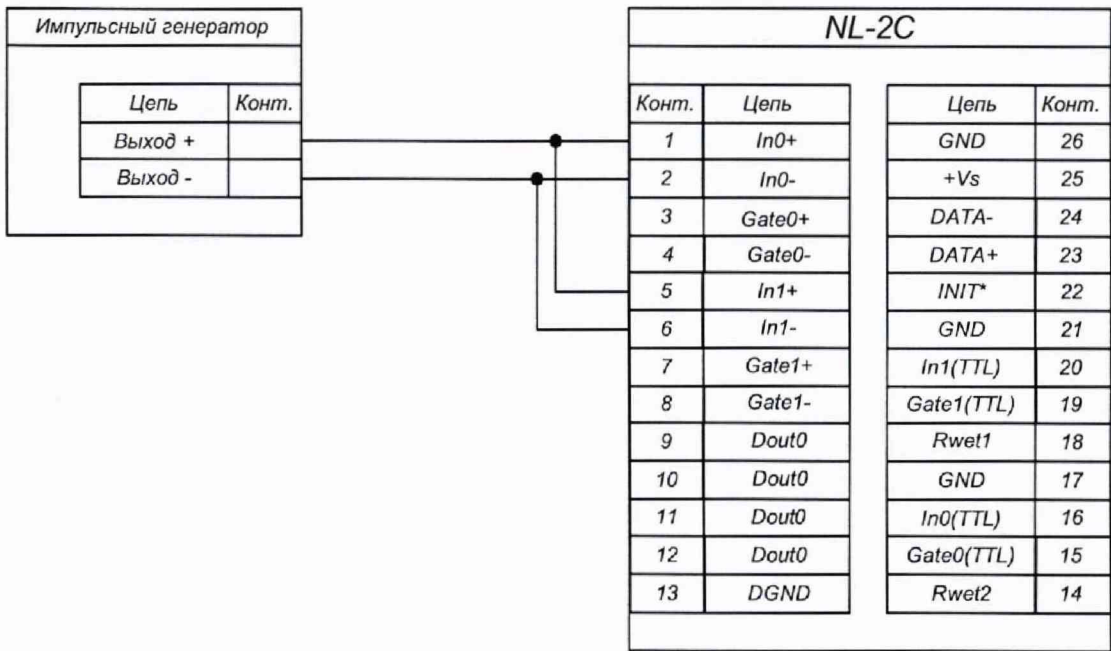 Импульсный генератор
Цепь Конт.
Выход +
Выход -
NL-2C
Конт. Цепь Цепь Конт.
1 In0+ GND 26
2 In0- +Vs 25
3 Gate0+ DATA- 24
4 Gate0- DATA+ 23
5 In1+ INIT* 22
6 In1- GND 21
7 Gate1+ In1(TTL) 20
8 Gate1- Gate1(TTL) 19
9 Dout0 Rwet1 18
10 Dout0 GND 17
11 Dout0 In0(TTL) 16
12 Dout0 Gate0(TTL) 15
13 DGND Rwet2 14